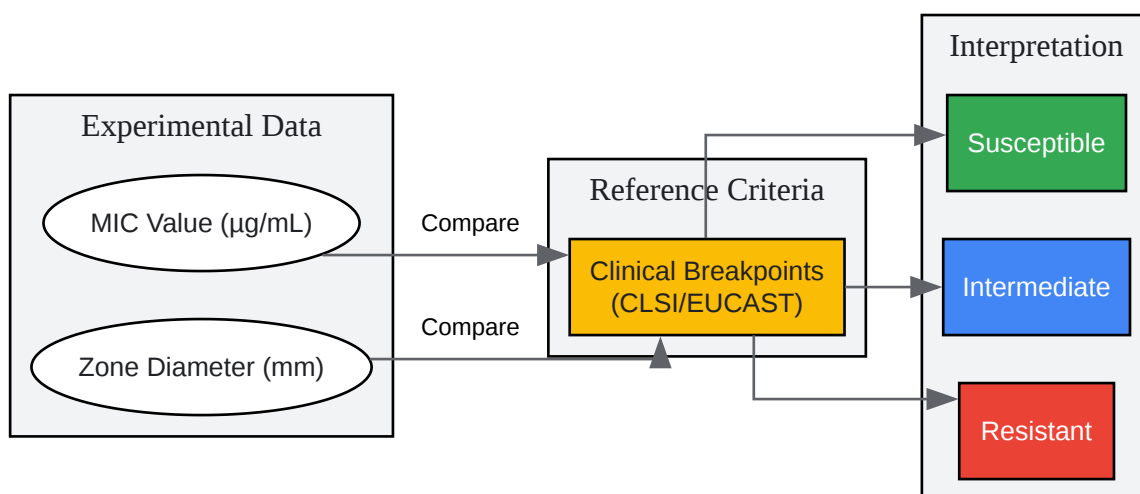 Experimental Data
MIC Value (µg/mL)
Zone Diameter (mm)
Compare
Compare
Reference Criteria
Clinical Breakpoints
(CLSI/EUCAST)
Interpretation
Susceptible
Intermediate
Resistant